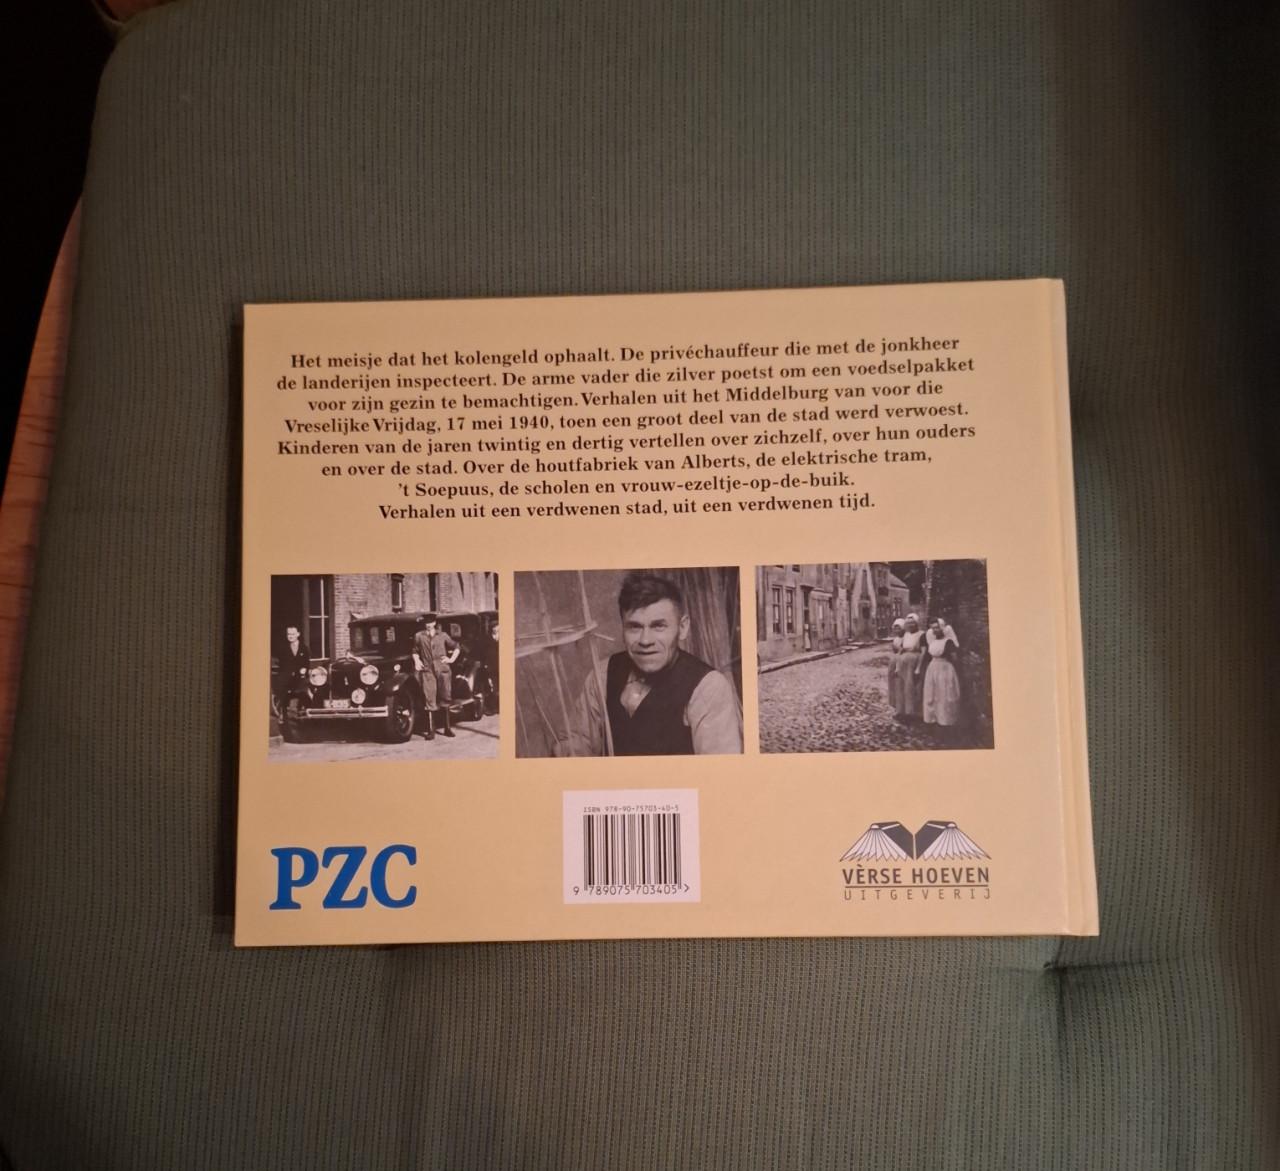 Het meisje dat het kolengeld ophaalt. De privéchauffeur die met de jonkheer
de landerijen inspecteert. De arme vader die zilver poetst om een voedselpakket
voor zijn gezin te bemachtigen. Verhalen uit het Middelburg van voor die
Vreselijke Vrijdag, 17 mei 1940, toen een groot deel van de stad werd verwoest.
Kinderen van de jaren twintig en dertig vertellen over zichzelf, over hun ouders
en over de stad. Over de houtfabriek van Alberts, de elektrische tram,
’t Soepuus, de scholen en vrouw-ezeltje-op-de-buik.
Verhalen uit een verdwenen stad, uit een verdwenen tijd.
PZC
ISBN 978-90-75703-40-5
9 789075 703405 >
VÈRSE HOEVEN
UITGEVERIJ